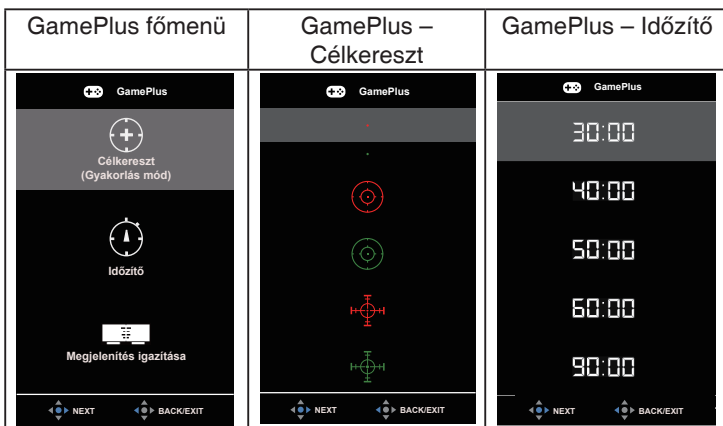 GamePlus főmenü
GamePlus –
Célkereszt
GamePlus – Időzítő
GamePlus
Célkereszt
(Gyakorlás mód)
Időzítő
Megjelenítés igazítása
NEXT BACK/EXIT
GamePlus
NEXT BACK/EXIT
GamePlus
30:00
40:00
50:00
60:00
90:00
NEXT BACK/EXIT